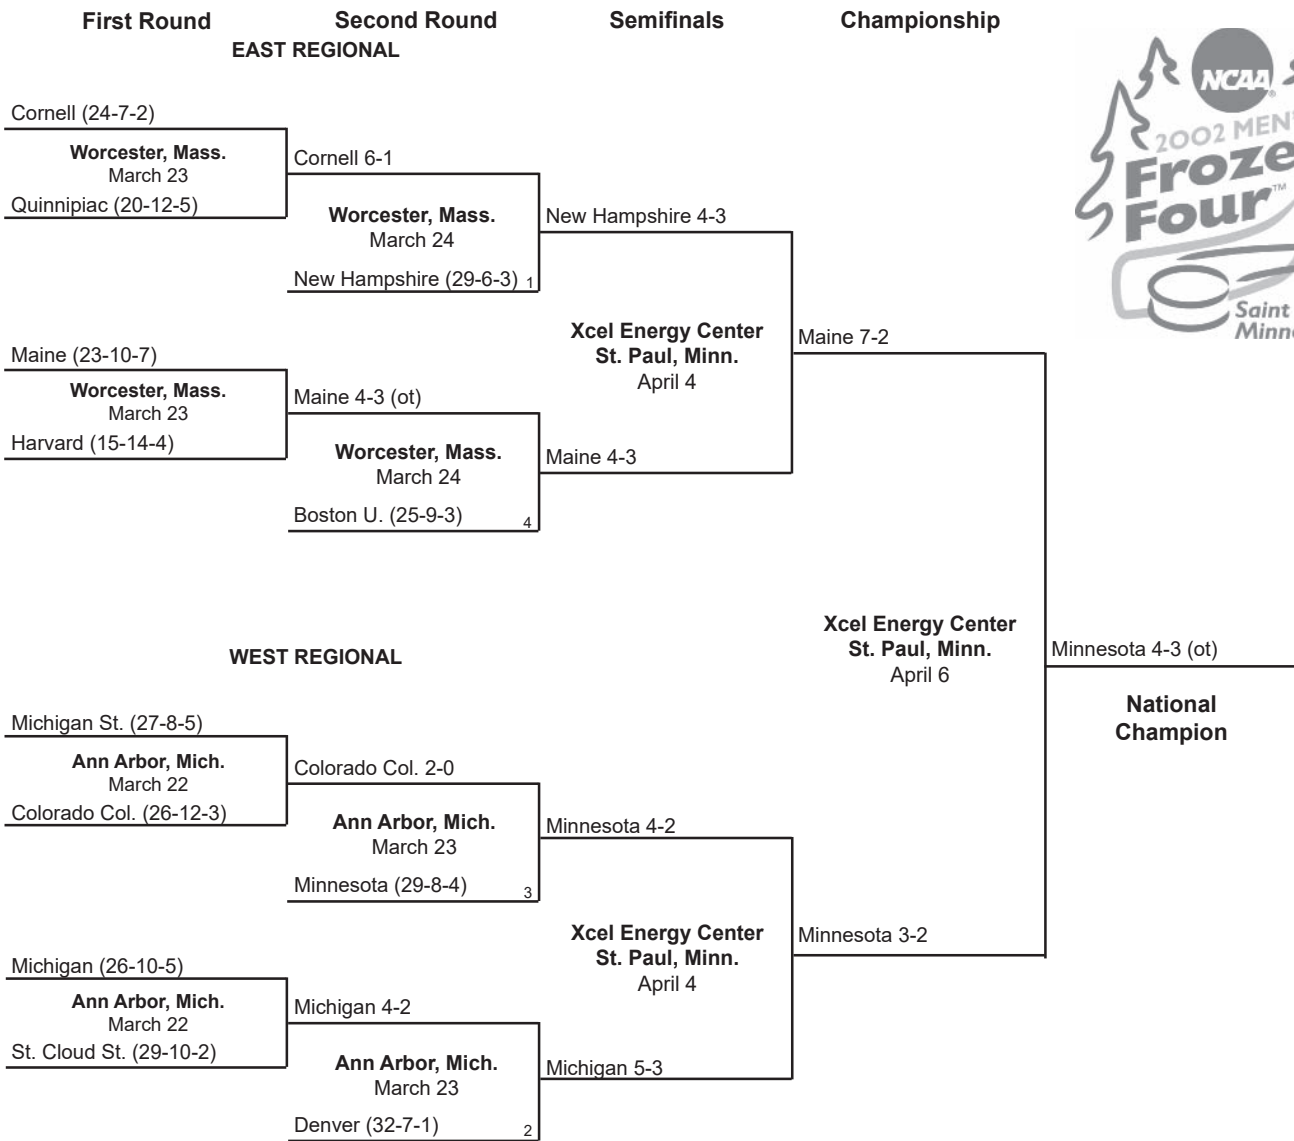 First Round Second Round Semifinals Championship
EAST REGIONAL
NCAA
2002 MEN'
Froze
Four™
Saint
Minne
Cornell (24-7-2)
Worcester, Mass.
March 23
Quinnipiac (20-12-5)
Cornell 6-1
Worcester, Mass.
March 24
New Hampshire (29-6-3) 1
New Hampshire 4-3
Maine (23-10-7)
Worcester, Mass.
March 23
Harvard (15-14-4)
Maine 4-3 (ot)
Worcester, Mass.
March 24
Boston U. (25-9-3) 4
Maine 4-3
Xcel Energy Center
St. Paul, Minn.
April 4
Maine 7-2
WEST REGIONAL
Michigan St. (27-8-5)
Ann Arbor, Mich.
March 22
Colorado Col. (26-12-3)
Colorado Col. 2-0
Ann Arbor, Mich.
March 23
Minnesota (29-8-4) 3
Minnesota 4-2
Michigan (26-10-5)
Ann Arbor, Mich.
March 22
St. Cloud St. (29-10-2)
Michigan 4-2
Ann Arbor, Mich.
March 23
Denver (32-7-1) 2
Michigan 5-3
Xcel Energy Center
St. Paul, Minn.
April 4
Minnesota 3-2
Xcel Energy Center
St. Paul, Minn.
April 6
Minnesota 4-3 (ot)
National
Champion